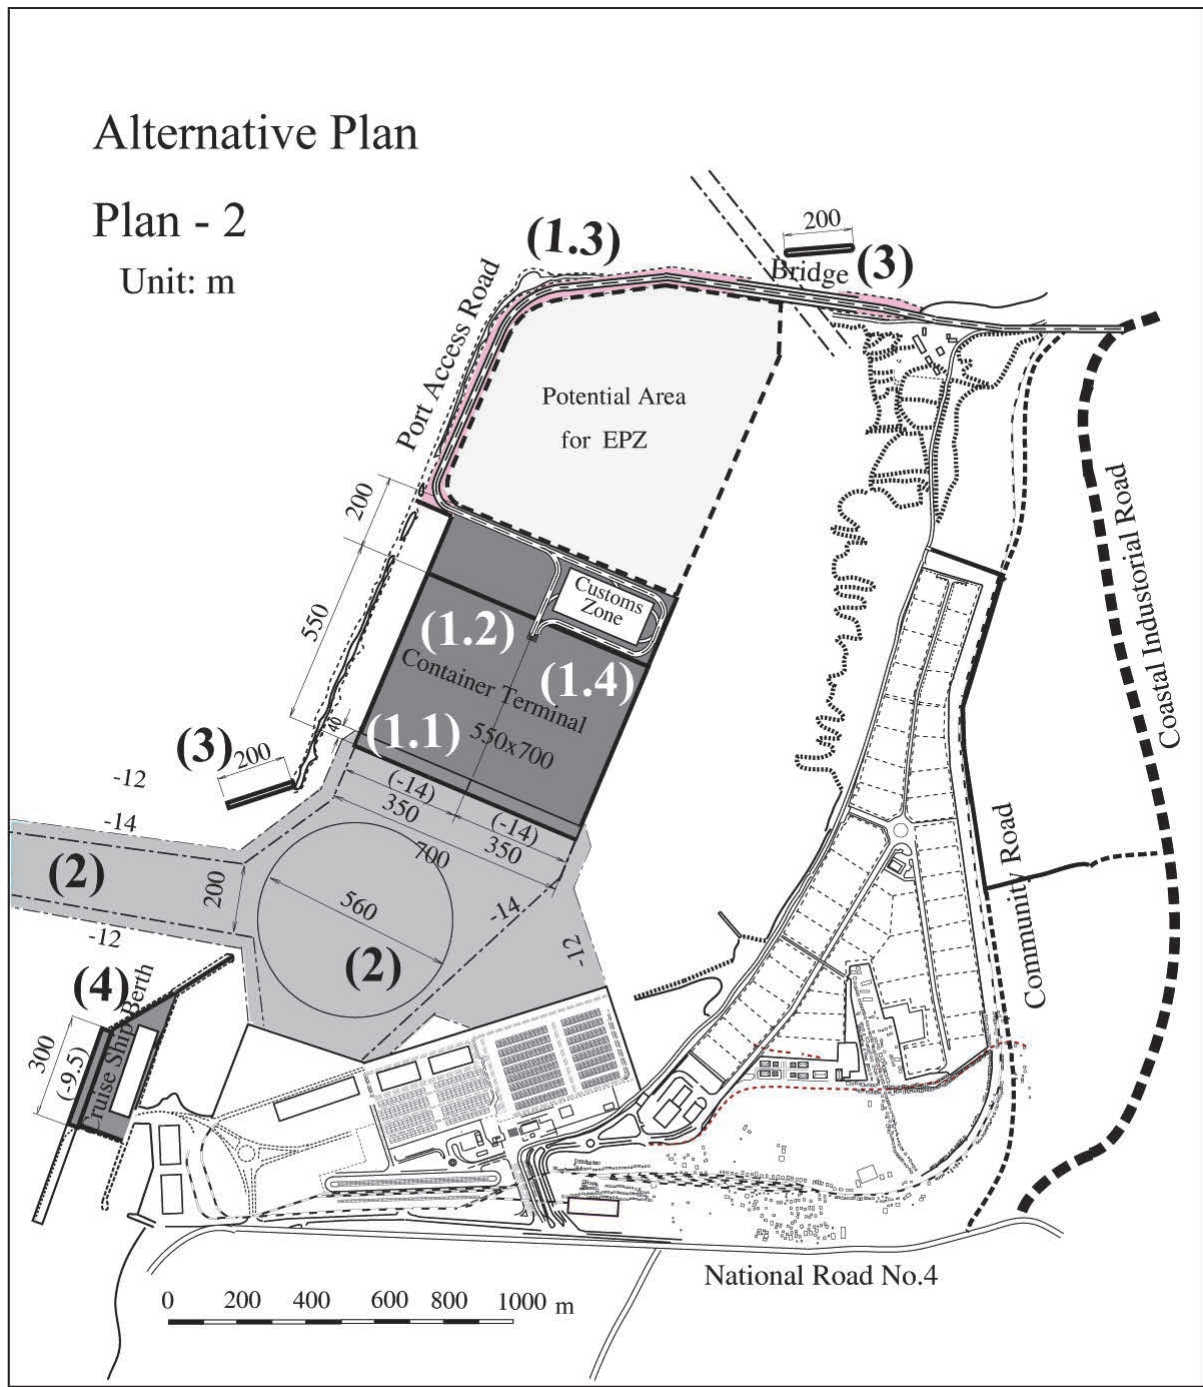 Alternative Plan
Plan - 2
Unit: m
(1.3)
200
Bridge
(3)
Port Access Road
Potential Area
for EPZ
200
550
Customs
Zone
(1.2)
Container Terminal
(1.4)
40
(1.1)
550x700
(3)
200
-12
-14
(-14)
350
(-14)
350
700
(2)
200
560
-14
-12
-12
(2)
(4)
300
(-9.5)
Cruise Ship Berth
Coastal Industorial Road
Community Road
National Road No.4
0 200 400 600 800 1000 m